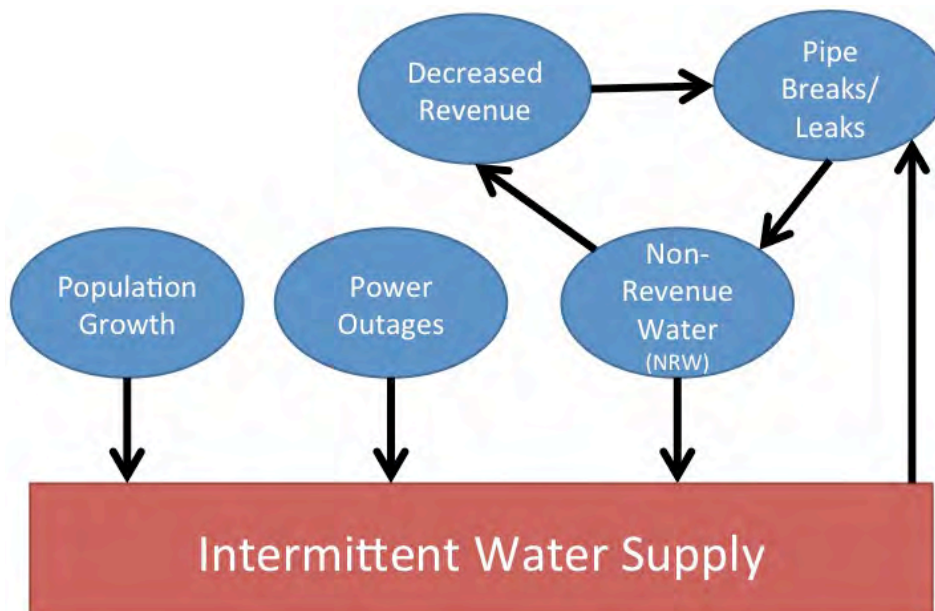 Decreased
Revenue
Pipe
Breaks/
Leaks
Population
Growth
Power
Outages
Non-
Revenue
Water
(NRW)
Intermittent Water Supply